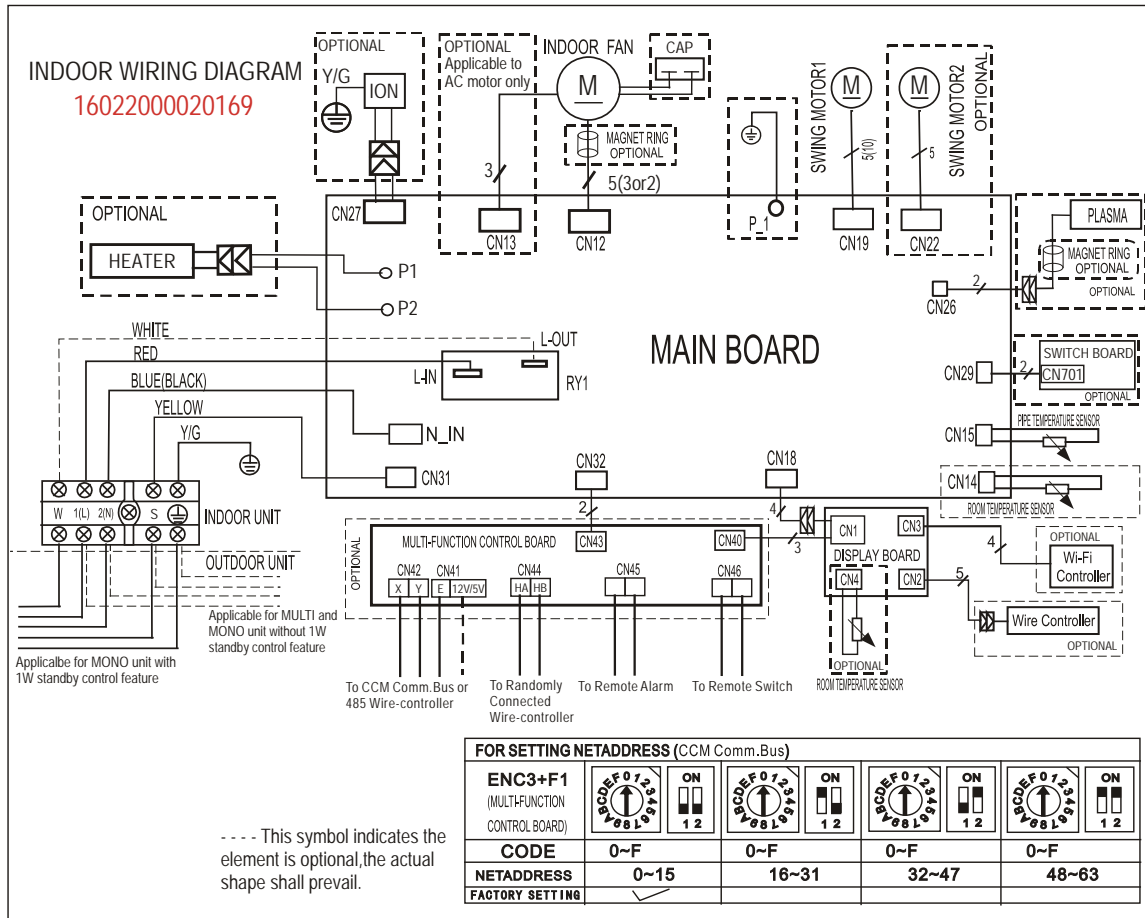 INDOOR WIRING DIAGRAM
16022000020169
OPTIONAL
Y/G
ION
CN27
OPTIONAL
Applicable to
AC motor only
3
CN13
INDOOR FAN
M
CAP
MAGNET RING
OPTIONAL
5(3or2)
CN12
P_1
SWING MOTOR1
M
5(10)
CN19
SWING MOTOR2
OPTIONAL
M
5
CN22
OPTIONAL
HEATER
P1
P2
PLASMA
MAGNET RING
OPTIONAL
OPTIONAL
2
CN26
MAIN BOARD
WHITE
RED
BLUE(BLACK)
YELLOW
Y/G
L-OUT
L-IN
RY1
N_IN
CN31
SWITCH BOARD
CN701
OPTIONAL
2
CN29
PIPE TEMPERATURE SENSOR
CN15
CN14
ROOM TEMPERATURE SENSOR
CN32
2
CN18
4
W 1(L) 2(N) S
INDOOR UNIT
OUTDOOR UNIT
Applicable for MULTI and
MONO unit without 1W
standby control feature
Applicalbe for MONO unit with
1W standby control feature
OPTIONAL
MULTI-FUNCTION CONTROL BOARD
CN43
CN40
3
CN42 CN41 CN44 CN45 CN46
X Y E 12V/5V HA HB
To CCM Comm.Bus or
485 Wire-controller
To Randomly
Connected
Wire-controller
To Remote Alarm
To Remote Switch
CN1
CN3
DISPLAY BOARD
CN4
CN2
OPTIONAL
ROOM TEMPERATURE SENSOR
4
OPTIONAL
Wi-Fi
Controller
5
Wire Controller
OPTIONAL
FOR SETTING NETADDRESS (CCM Comm.Bus)
ENC3+F1
(MULTI-FUNCTION
CONTROL BOARD)
0123456789ABCDEF ON 1 2
0123456789ABCDEF ON 1 2
0123456789ABCDEF ON 1 2
0123456789ABCDEF ON 1 2
CODE 0~F 0~F 0~F 0~F
NETADDRESS 0~15 16~31 32~47 48~63
FACTORY SETTING
- - - - This symbol indicates the
element is optional,the actual
shape shall prevail.